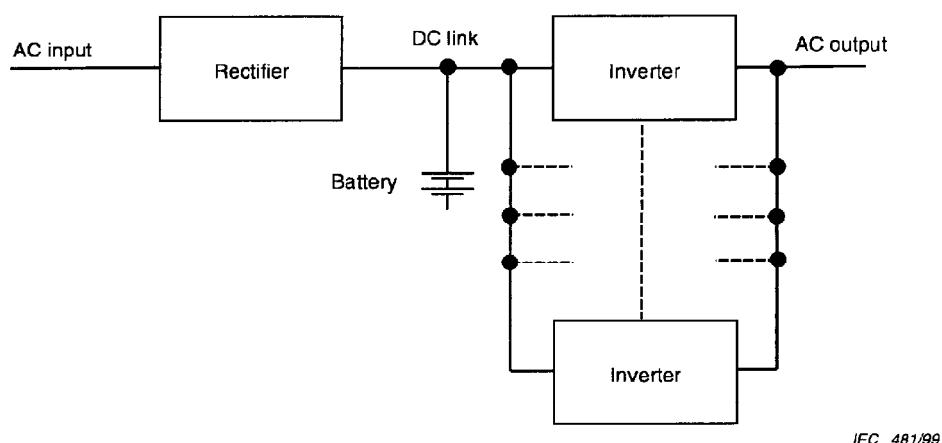 AC input
Rectifier
DC link
Inverter
AC output
Battery
Inverter
IEC 481/99